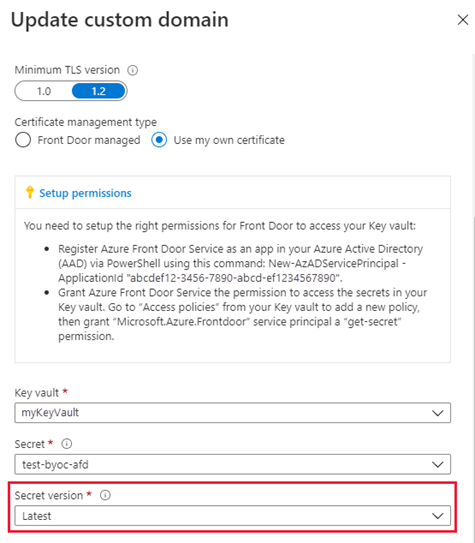 Update custom domain
Minimum TLS version
1.0 1.2
Certificate management type
Front Door managed Use my own certificate
Setup permissions
You need to setup the right permissions for Front Door to access your Key vault:
• Register Azure Front Door Service as an app in your Azure Active Directory
(AAD) via PowerShell using this command: New-AzADServicePrincipal -
ApplicationId "abcdef12-3456-7890-abcd-ef1234567890".
• Grant Azure Front Door Service the permission to access the secrets in your
Key vault. Go to “Access policies” from your Key vault to add a new policy,
then grant “Microsoft.Azure.Frontdoor” service principal a “get-secret”
permission.
Key vault *
myKeyVault
Secret *
test-byoc-afd
Secret version *
Latest